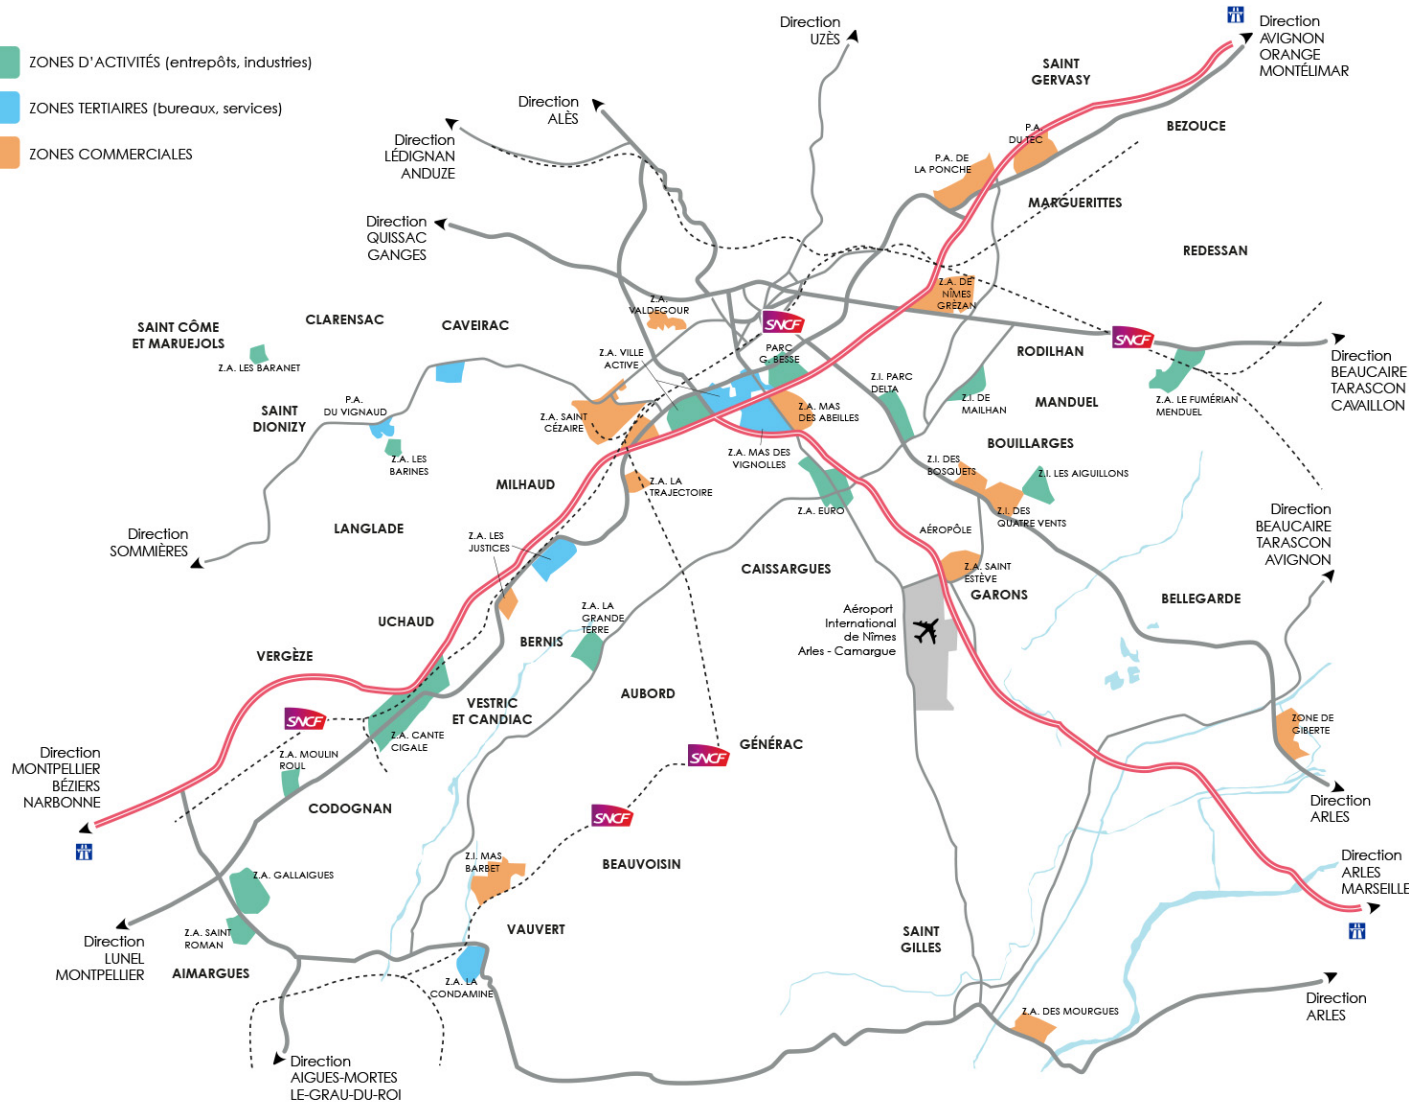 ZONES D'ACTIVITÉS (entrepôts, industries)
ZONES TERTIAIRES (bureaux, services)
ZONES COMMERCIALES
Direction
UZÈS
Direction
AVIGNON
ORANGE
MONTÉLIMAR
SAINT
GERVASY
Direction
ALÈS
Direction
LÉDIGNAN
ANDUZE
P.A.
DU TEC
BEZOUCE
P.A. DE
LA PONCHE
MARGUERITTES
Direction
QUISSAC
GANGES
REDESSAN
Z.A. DE
NÎMES
GRÉZAN
Z.A.
VALDEGOUR
SNCF
SNCF
SAINT CÔME
ET MARUEJOLS
CLARENSAC
CAVEIRAC
Z.A. LES BARANET
Z.A. VILLE
ACTIVE
PARC
G. BESSE
RODILHAN
Direction
BEAUCAIRE
TARASCON
CAVAILLON
Z.I. PARC
DELTA
Z.I. DE
MAILHAN
MANDUEL
Z.A. LE FUMÉRIAN
MENDUEL
P.A.
DU VIGNAUD
SAINT
DIONIZY
Z.A. SAINT
CÉZAIRE
Z.A. MAS
DES ABEILLES
BOUILLARGES
Z.A. LES
BARINES
Z.A. MAS DES
VIGNOLLES
Z.I. DES
BOSQUETS
Z.I. LES AIGUILLONS
MILHAUD
Z.A. LA
TRAJECTOIRE
Z.A. EURO
Z.I. DES
QUATRE VENTS
LANGLADE
Direction
SOMMIÈRES
Z.A. LES
JUSTICES
AÉROPÔLE
Direction
BEAUCAIRE
TARASCON
AVIGNON
CAISSARGUES
Z.A. SAINT
ESTÈVE
GARONS
BELLEGARDE
UCHAUD
Z.A. LA
GRANDE
TERRE
Aéroport
International
de Nîmes
Arles - Camargue
BERNIS
VERGÈZE
AUBORD
VESTRIC
ET CANDIAC
SNCF
Z.A. CANTE
CIGALE
ZONE DE
GIBERTE
GÉNÉRAC
SNCF
Direction
MONTPELLIER
BÉZIERS
NARBONNE
Z.A. MOULIN
ROUL
CODOGNAN
SNCF
Direction
ARLES
Z.I. MAS
BARBET
BEAUVOISIN
Direction
ARLES
MARSEILLE
Z.A. GALLAIGUES
Z.A. SAINT
ROMAN
VAUVERT
SAINT
GILLES
Direction
LUNEL
MONTPELLIER
AIMARGUES
Z.A. LA
CONDAMINE
Direction
ARLES
Z.A. DES MOURGUES
Direction
AIGUES-MORTES
LE-GRAU-DU-ROI